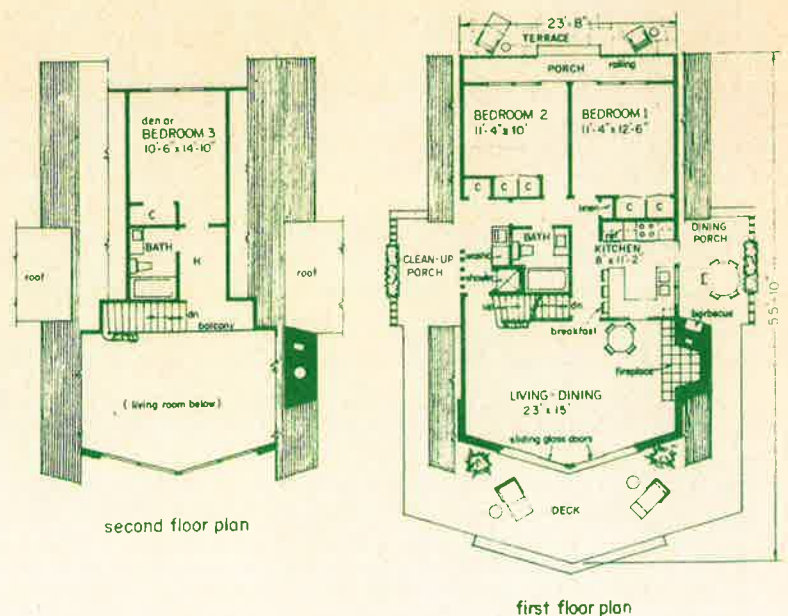 den or
BEDROOM 3
10'-6" x 14'-10"
C
BATH
H
roof
roof
dn
balcony
( living room below )
second floor plan
23'-8"
TERRACE
PORCH
railing
BEDROOM 2
11'-4" x 10'
BEDROOM 1
11'-4" x 12'-6"
C
C
C
linen
C
C
ref
BATH
KITCHEN
8' x 11'-2"
DINING
PORCH
CLEAN-UP
PORCH
shower
up
dn
breakfast
barbecue
fireplace
LIVING - DINING
23' x 15'
sliding glass doors
DECK
55'-10"
first floor plan